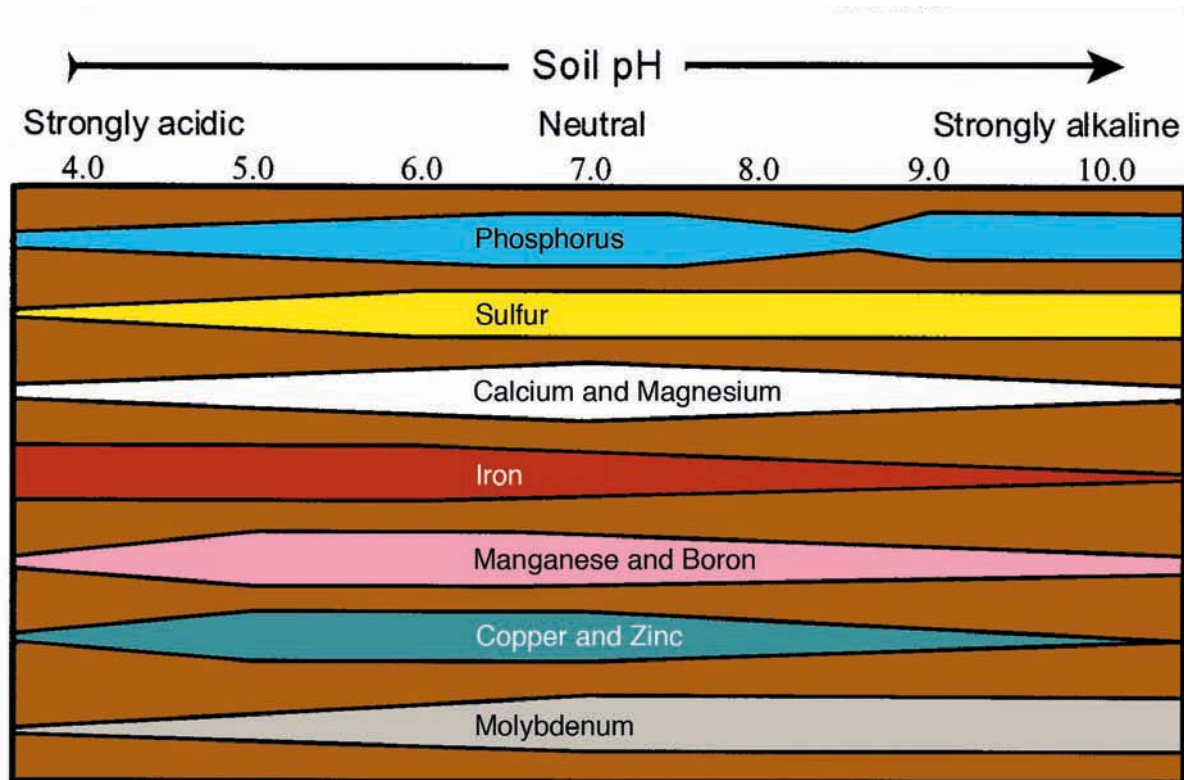 Soil pH
Strongly acidic Neutral Strongly alkaline
4.0 5.0 6.0 7.0 8.0 9.0 10.0
Phosphorus
Sulfur
Calcium and Magnesium
Iron
Manganese and Boron
Copper and Zinc
Molybdenum